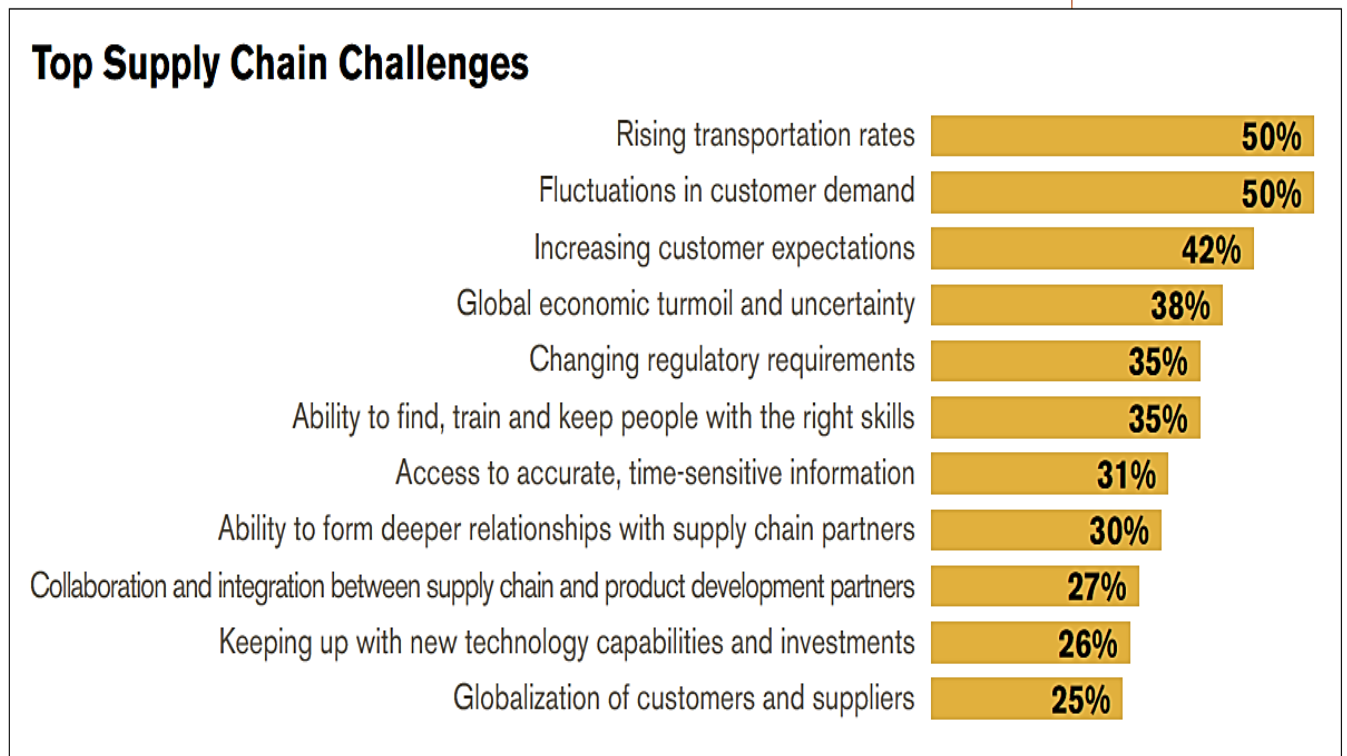 Top Supply Chain Challenges
Rising transportation rates 50%
Fluctuations in customer demand 50%
Increasing customer expectations 42%
Global economic turmoil and uncertainty 38%
Changing regulatory requirements 35%
Ability to find, train and keep people with the right skills 35%
Access to accurate, time-sensitive information 31%
Ability to form deeper relationships with supply chain partners 30%
Collaboration and integration between supply chain and product development partners 27%
Keeping up with new technology capabilities and investments 26%
Globalization of customers and suppliers 25%